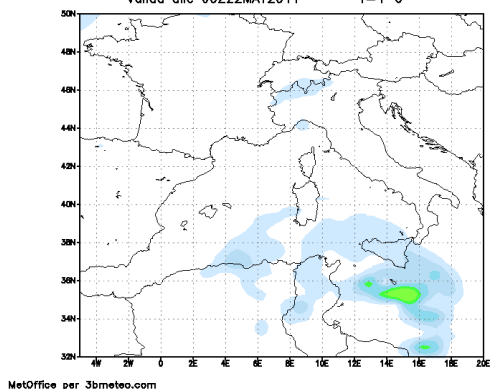 50N
48N
46N
44N
42N
40N
38N
36N
34N
32N
4W 2W 0 2E 4E 6E 8E 10E 12E 14E 16E 18E 20E
MetOffice per 3bmeteo.com